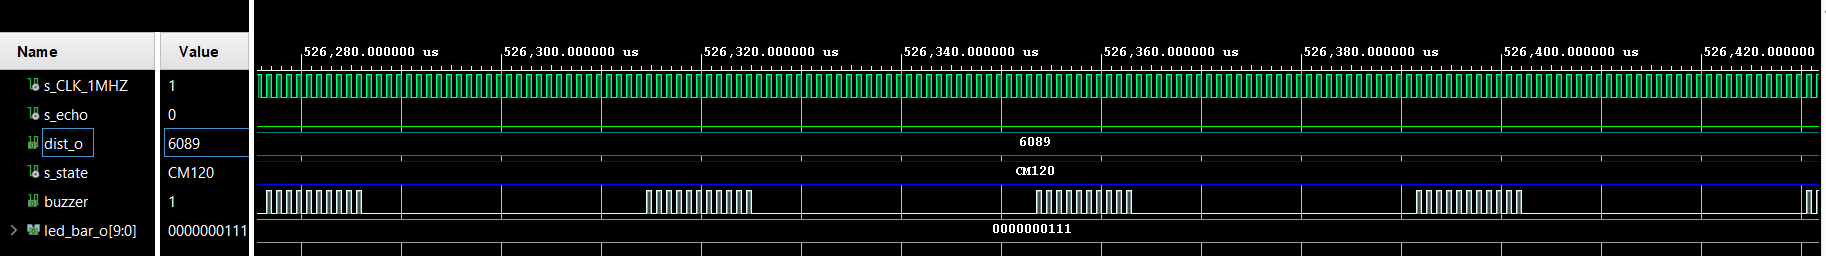 Name Value
526,280.000000 us 526,300.000000 us 526,320.000000 us 526,340.000000 us 526,360.000000 us 526,380.000000 us 526,400.000000 us 526,420.000000
s_CLK_1MHZ 1
s_echo 0
dist_o 6089 6089
s_state CM120 CM120
buzzer 1
led_bar_o[9:0] 0000000111 0000000111